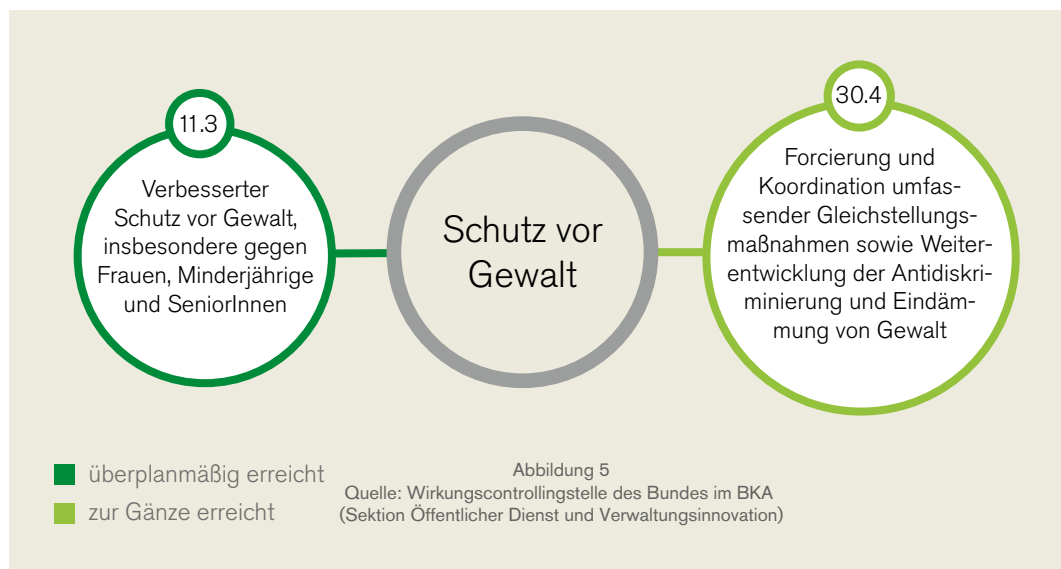 11.3
Verbesserter
Schutz vor Gewalt,
insbesondere gegen
Frauen, Minderjährige
und SeniorInnen
Schutz vor
Gewalt
30.4
Forcierung und
Koordination umfas-
sender Gleichstellungs-
maßnahmen sowie Weiter-
entwicklung der Antidiskri-
minierung und Eindäm-
mung von Gewalt
überplanmäßig erreicht
zur Gänze erreicht
Abbildung 5
Quelle: Wirkungscontrollingstelle des Bundes im BKA
(Sektion Öffentlicher Dienst und Verwaltungsinnovation)